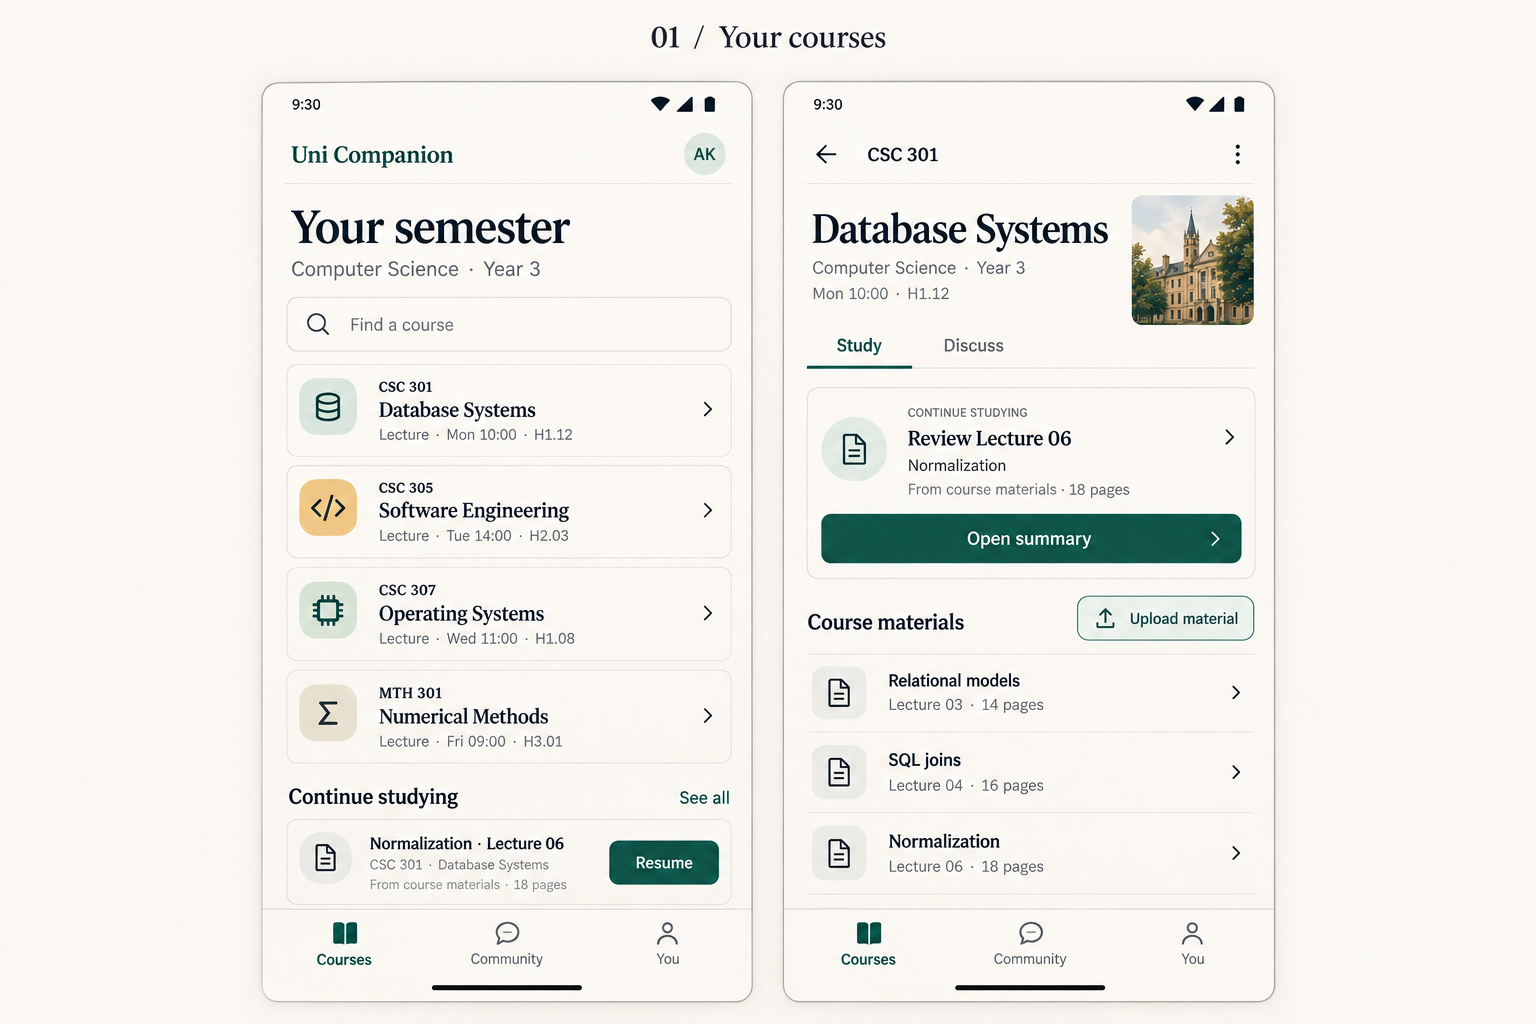 01 / Your courses
9:30
Uni Companion
AK
Your semester
Computer Science · Year 3
Find a course
CSC 301
Database Systems
Lecture · Mon 10:00 · H1.12
CSC 305
Software Engineering
Lecture · Tue 14:00 · H2.03
CSC 307
Operating Systems
Lecture · Wed 11:00 · H1.08
MTH 301
Numerical Methods
Lecture · Fri 09:00 · H3.01
Continue studying
See all
Normalization · Lecture 06
CSC 301 · Database Systems
From course materials · 18 pages
Resume
Courses
Community
You
9:30
CSC 301
Database Systems
Computer Science · Year 3
Mon 10:00 · H1.12
Study
Discuss
CONTINUE STUDYING
Review Lecture 06
Normalization
From course materials · 18 pages
Open summary
Course materials
Upload material
Relational models
Lecture 03 · 14 pages
SQL joins
Lecture 04 · 16 pages
Normalization
Lecture 06 · 18 pages
Courses
Community
You